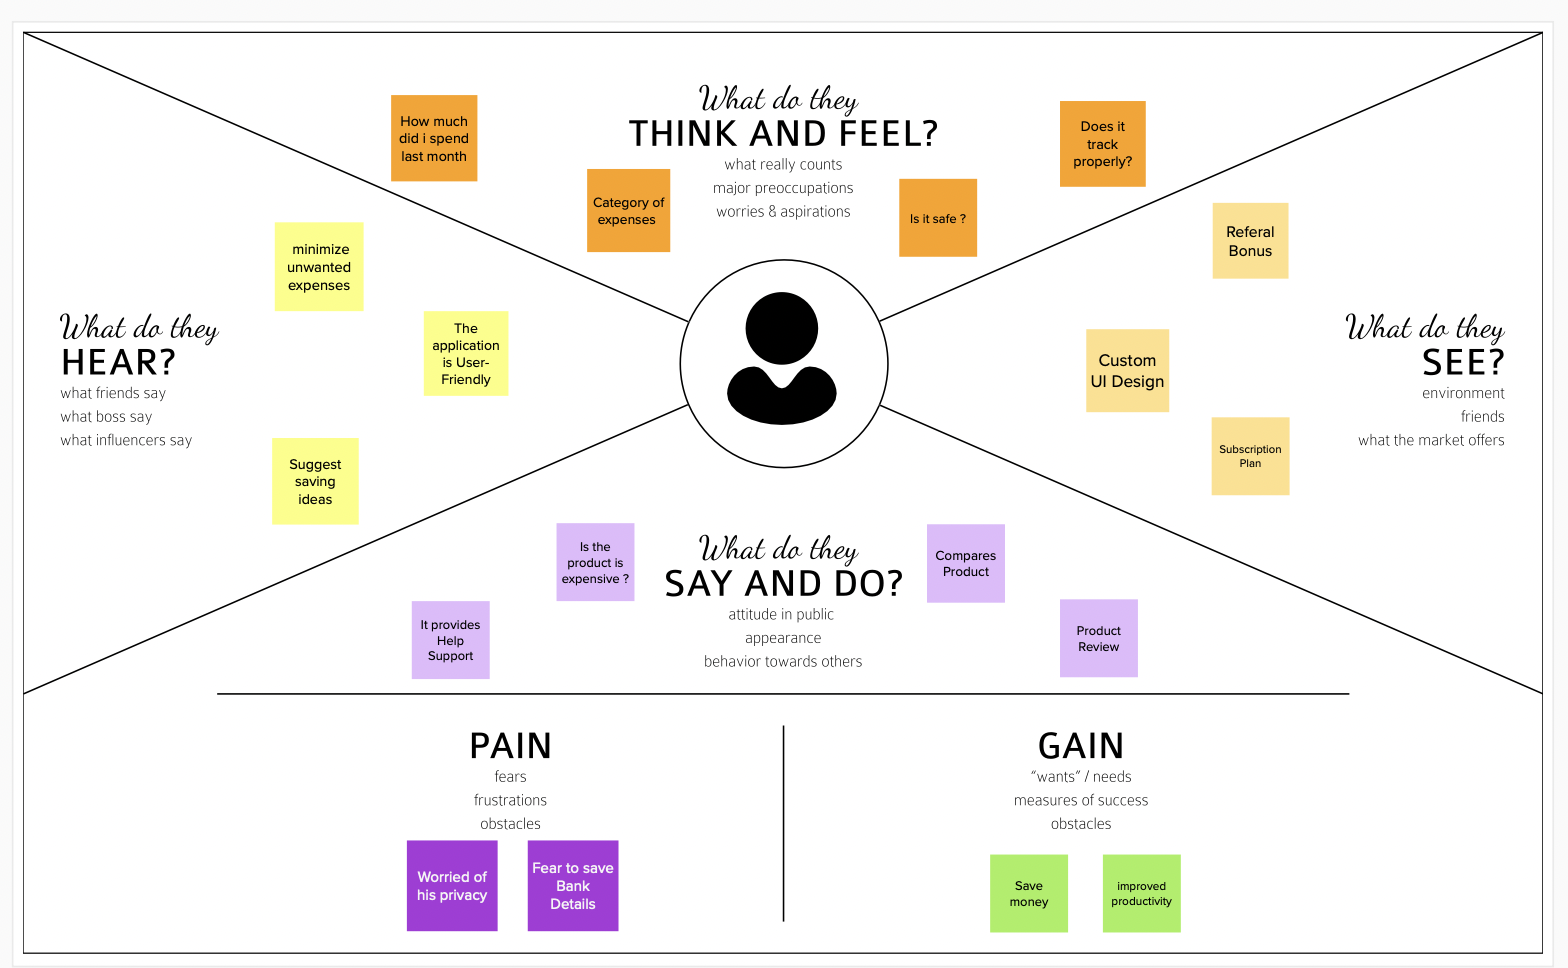 What do they
THINK AND FEEL?
what really counts
major preoccupations
worries & aspirations
How much
did i spend
last month
Category of
expenses
Is it safe ?
Does it
track
properly?
What do they
HEAR?
what friends say
what boss say
what influencers say
minimize
unwanted
expenses
The
application
is User-
Friendly
Suggest
saving
ideas
What do they
SEE?
environment
friends
what the market offers
Referal
Bonus
Custom
UI Design
Subscription
Plan
What do they
SAY AND DO?
attitude in public
appearance
behavior towards others
It provides
Help
Support
Is the
product is
expensive ?
Compares
Product
Product
Review
PAIN
fears
frustrations
obstacles
Worried of
his privacy
Fear to save
Bank
Details
GAIN
“wants” / needs
measures of success
obstacles
Save
money
improved
productivity